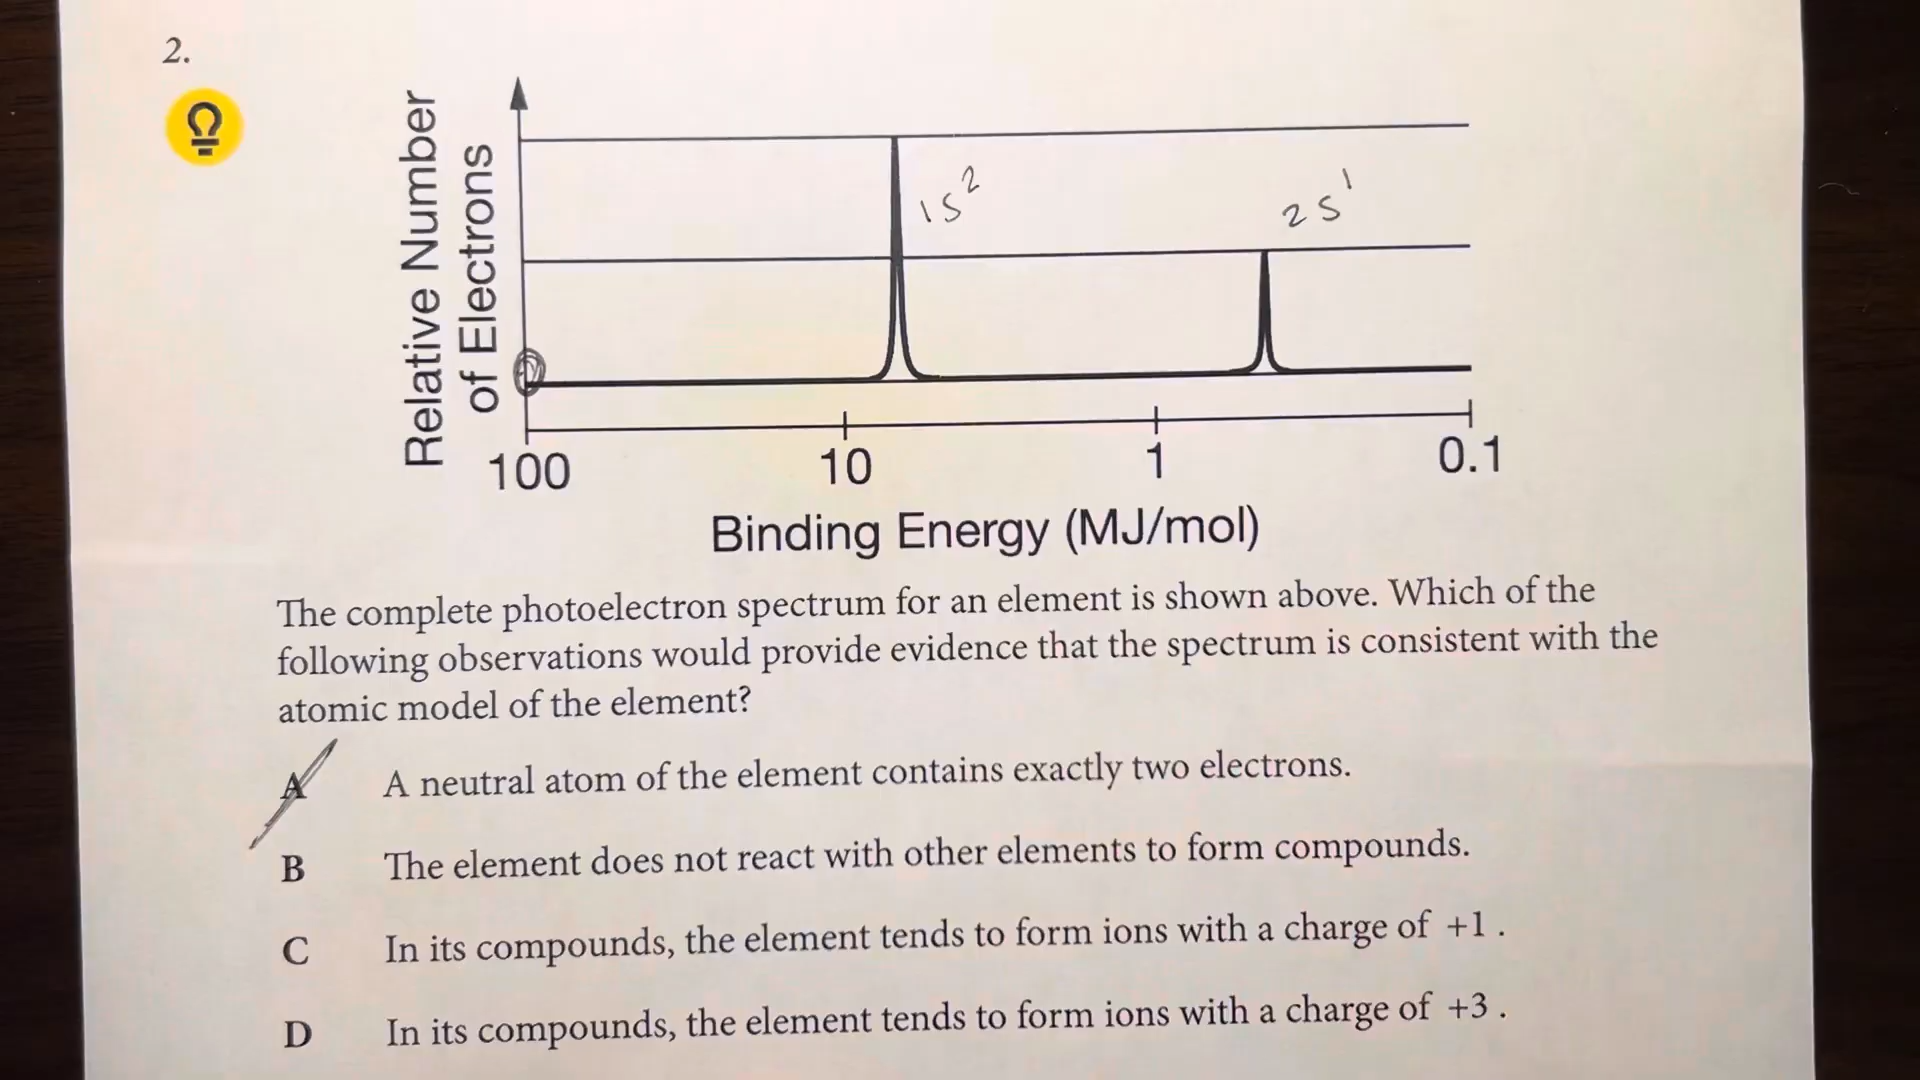 2.
Relative Number
of Electrons
1s²
2s¹
100 10 1 0.1
Binding Energy (MJ/mol)
The complete photoelectron spectrum for an element is shown above. Which of the
following observations would provide evidence that the spectrum is consistent with the
atomic model of the element?
A A neutral atom of the element contains exactly two electrons.
B The element does not react with other elements to form compounds.
C In its compounds, the element tends to form ions with a charge of +1 .
D In its compounds, the element tends to form ions with a charge of +3 .